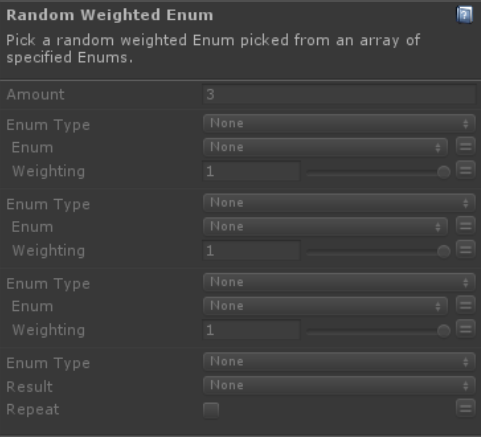 Random Weighted Enum
Pick a random weighted Enum picked from an array of
specified Enums.
Amount 3
Enum Type None
Enum None
Weighting 1
Enum Type None
Enum None
Weighting 1
Enum Type None
Enum None
Weighting 1
Enum Type None
Result None
Repeat